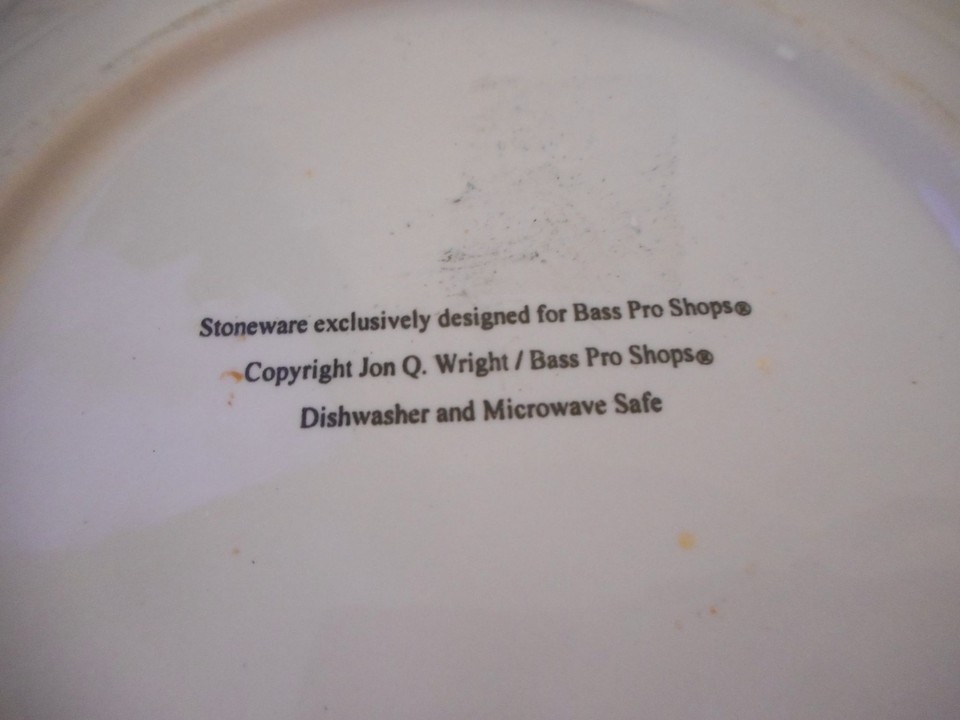 Stoneware exclusively designed for Bass Pro Shops®
Copyright Jon Q. Wright / Bass Pro Shops®
Dishwasher and Microwave Safe